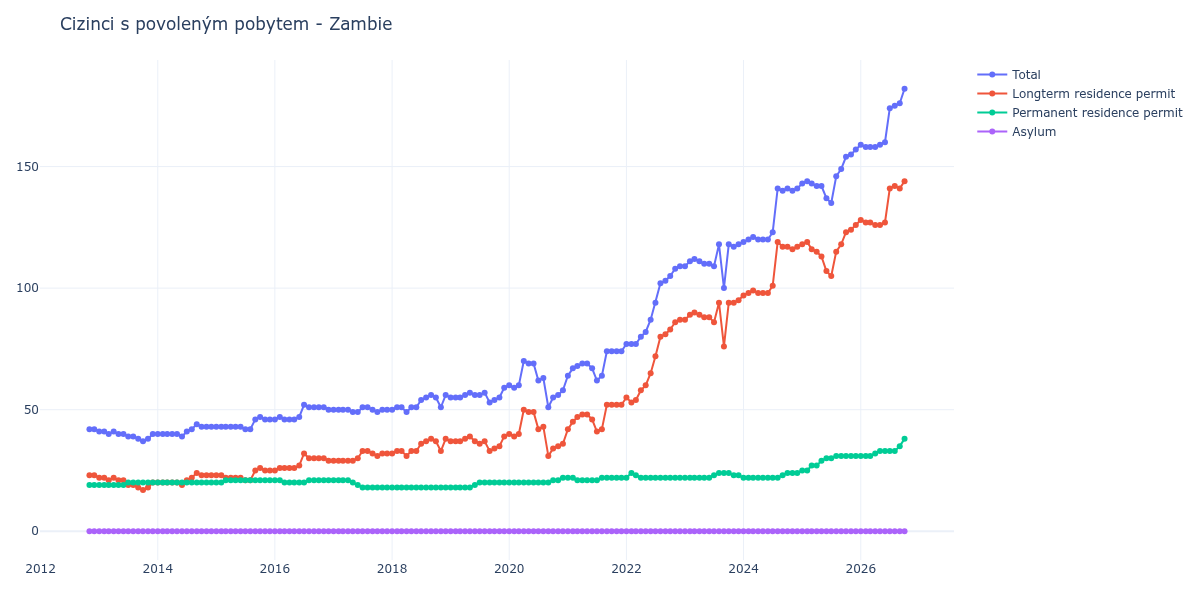 Cizinci s povoleným pobytem - Zambie
Total
Longterm residence permit
Permanent residence permit
Asylum
150
100
50
0
2012 2014 2016 2018 2020 2022 2024 2026